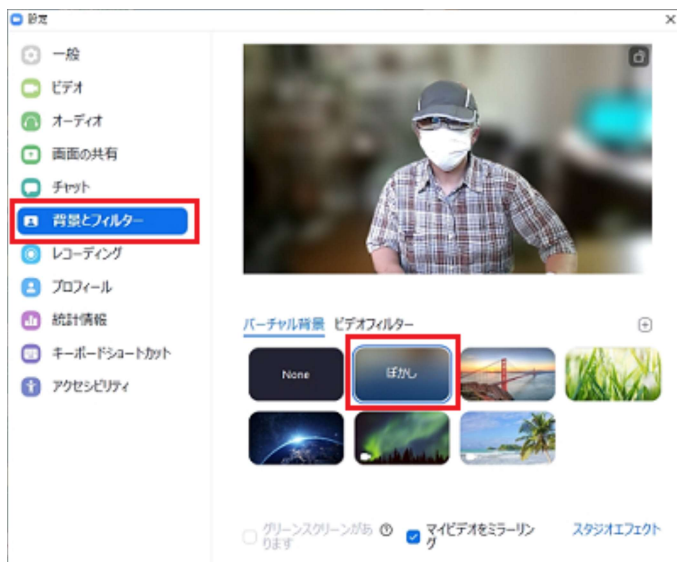 設定
一般
ビデオ
オーディオ
画面の共有
チャット
背景とフィルター
レコーディング
プロフィール
統計情報
キーボードショートカット
アクセシビリティ
バーチャル背景 ビデオフィルター
None
ぼかし
グリーンスクリーンがあ
ります
マイビデオをミラーリン
グ
スタジオエフェクト